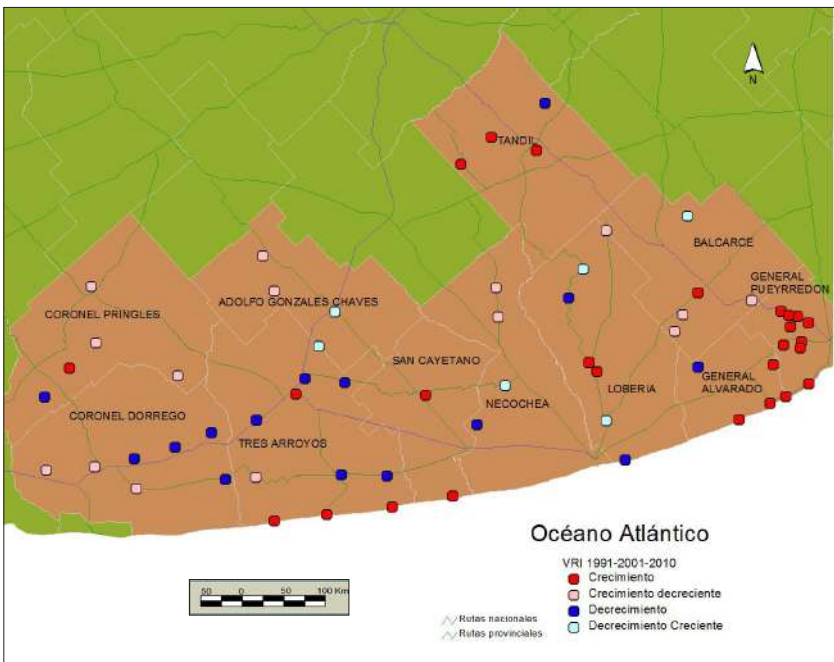 N
TANDIL
BALCARCE
GENERAL
PUEYRREDON
CORONEL PRINGLES
ADOLFO GONZALES CHAVES
SAN CAYETANO
LOBERIA
GENERAL
ALVARADO
NECOCHEA
CORONEL DORREGO
TRES ARROYOS
Océano Atlántico
VRI 1991-2001-2010
Crecimiento
Crecimiento decreciente
Decrecimiento
Decrecimiento Creciente
50 0 50 100 Km
Rutas nacionales
Rutas provinciales